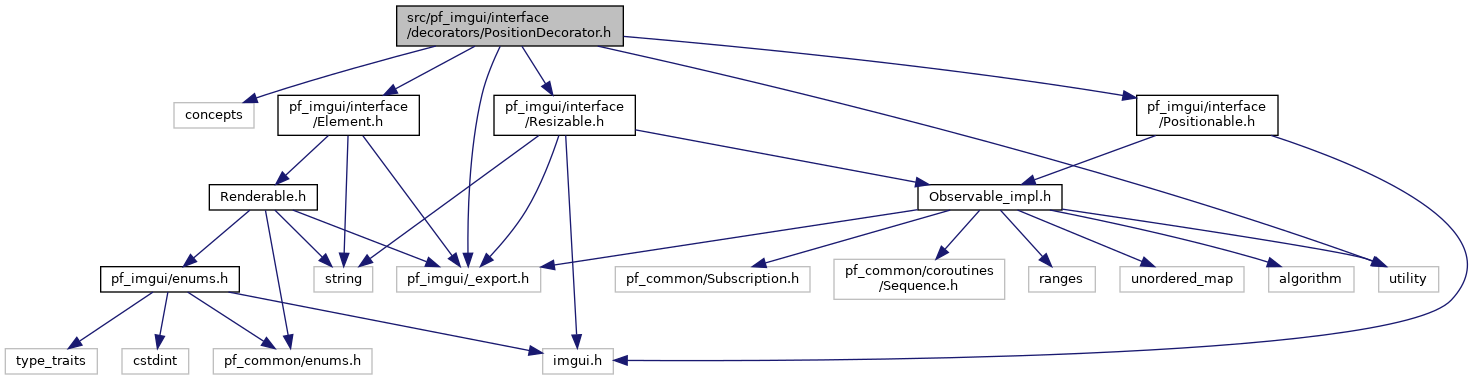 src/pf_imgui/interface
/decorators/PositionDecorator.h
concepts
pf_imgui/interface
/Element.h
pf_imgui/interface
/Resizable.h
pf_imgui/interface
/Positionable.h
Renderable.h
Observable_impl.h
pf_imgui/enums.h
string
pf_imgui/_export.h
pf_common/Subscription.h
pf_common/coroutines
/Sequence.h
ranges
unordered_map
algorithm
utility
type_traits
cstdint
pf_common/enums.h
imgui.h